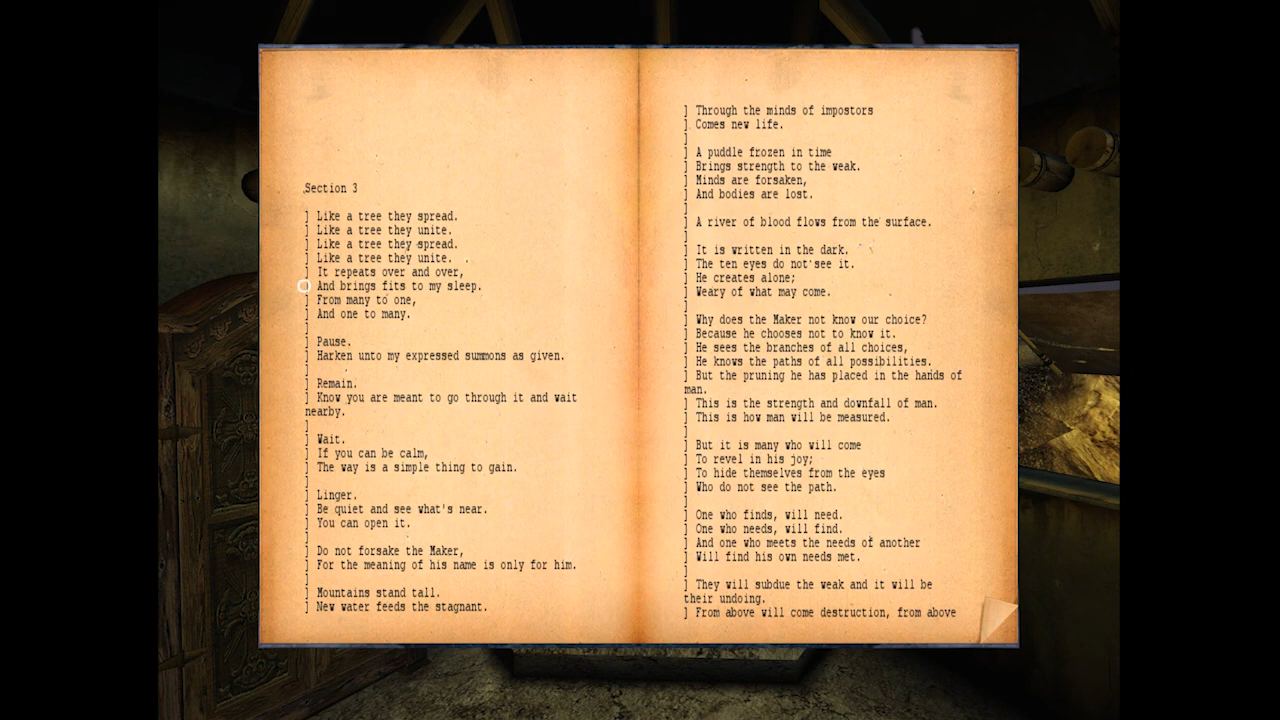 Section 3
] Like a tree they spread.
] Like a tree they unite.
] Like a tree they spread.
] Like a tree they unite.
] It repeats over and over,
] And brings fits to my sleep.
] From many to one,
] And one to many.
]
] Pause.
] Harken unto my expressed summons as given.
]
] Remain.
] Know you are meant to go through it and wait
nearby.
]
] Wait.
] If you can be calm,
] The way is a simple thing to gain.
]
] Linger.
] Be quiet and see what's near.
] You can open it.
]
] Do not forsake the Maker,
] For the meaning of his name is only for him.
]
] Mountains stand tall.
] New water feeds the stagnant.
] Through the minds of impostors
] Comes new life.
]
] A puddle frozen in time
] Brings strength to the weak.
] Minds are forsaken,
] And bodies are lost.
]
] A river of blood flows from the surface.
]
] It is written in the dark.
] The ten eyes do not see it.
] He creates alone;
] Weary of what may come.
]
] Why does the Maker not know our choice?
] Because he chooses not to know it.
] He sees the branches of all choices,
] He knows the paths of all possibilities.
] But the pruning he has placed in the hands of
man.
] This is the strength and downfall of man.
] This is how man will be measured.
]
] But it is many who will come
] To revel in his joy;
] To hide themselves from the eyes
] Who do not see the path.
]
] One who finds, will need.
] One who needs, will find.
] And one who meets the needs of another
] Will find his own needs met.
]
] They will subdue the weak and it will be
their undoing.
] From above will come destruction, from above